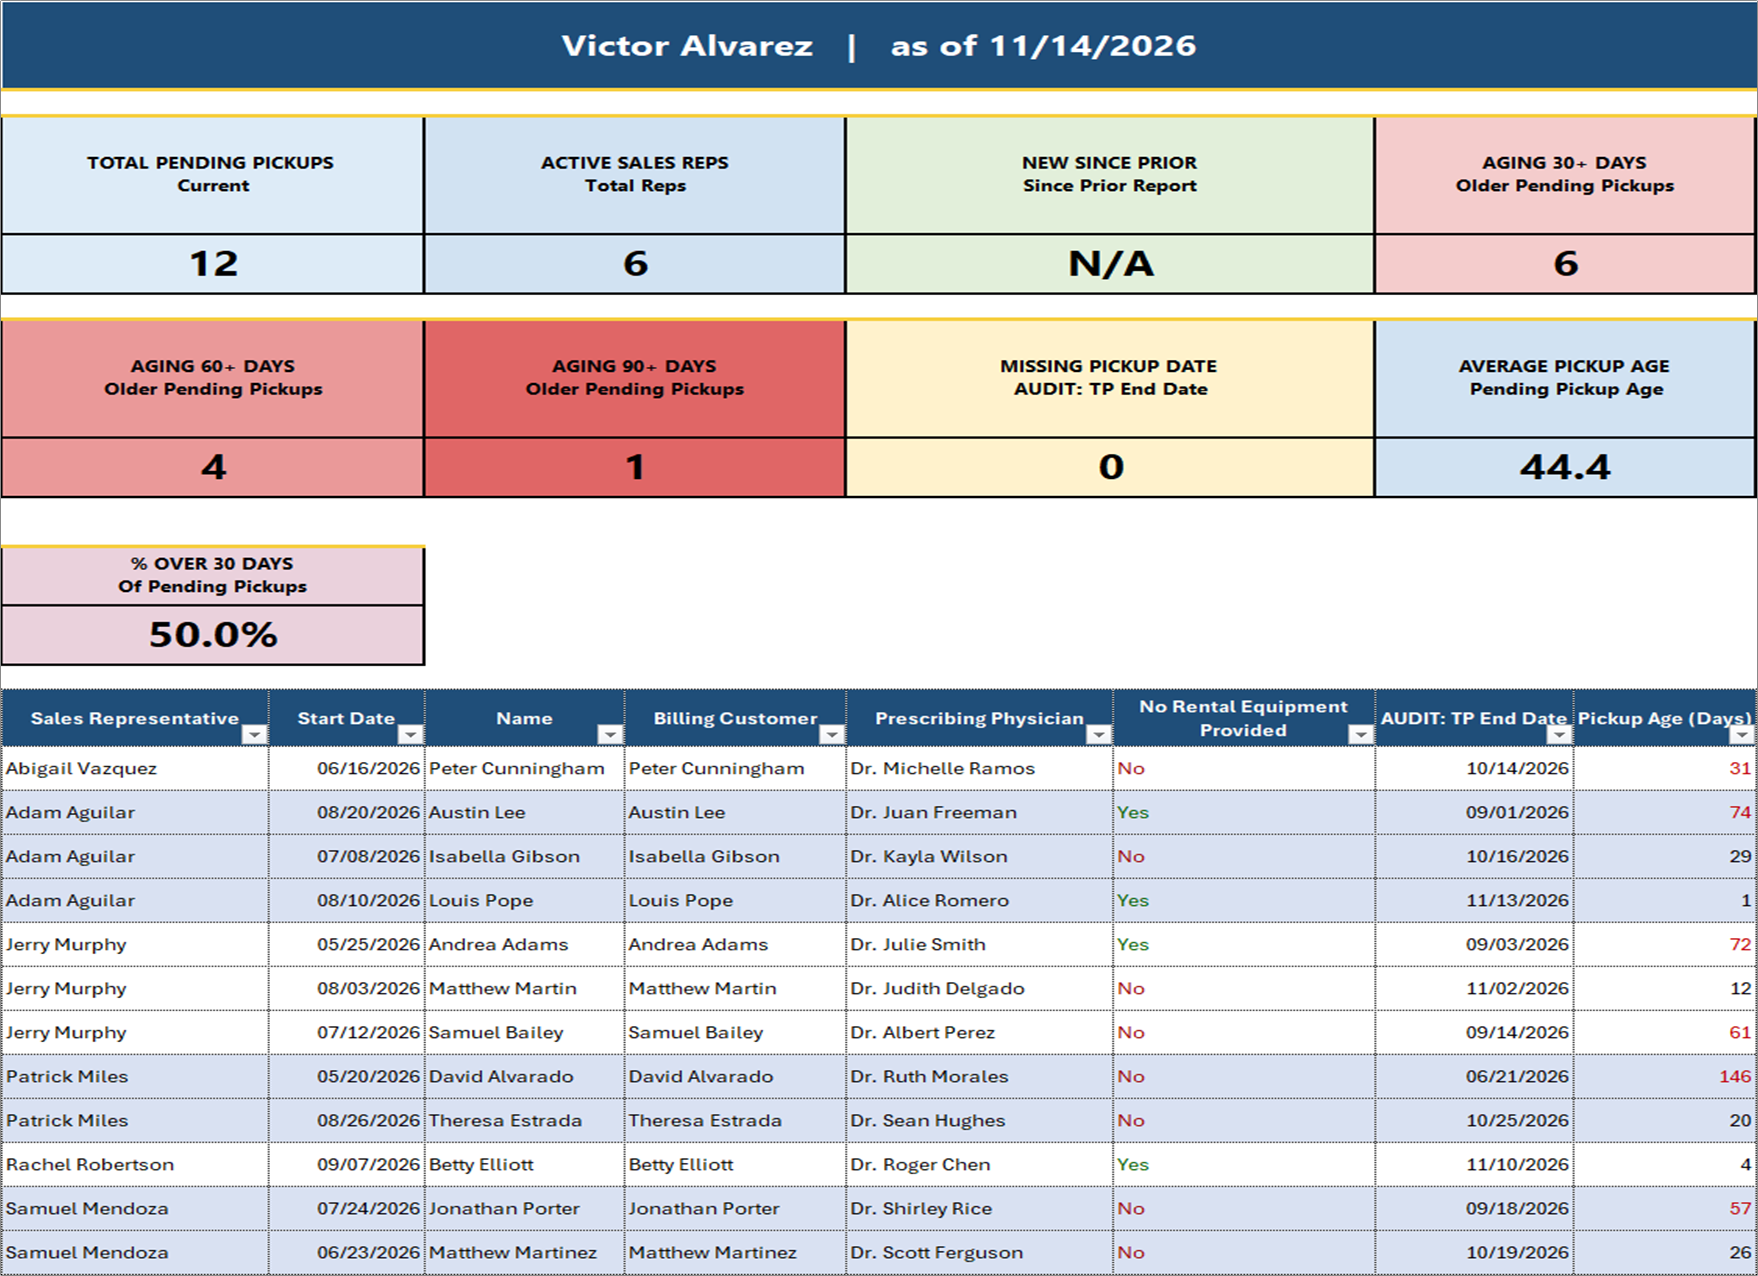 Victor Alvarez | as of 11/14/2026
TOTAL PENDING PICKUPS
Current
ACTIVE SALES REPS
Total Reps
NEW SINCE PRIOR
Since Prior Report
AGING 30+ DAYS
Older Pending Pickups
12
6
N/A
6
AGING 60+ DAYS
Older Pending Pickups
AGING 90+ DAYS
Older Pending Pickups
MISSING PICKUP DATE
AUDIT: TP End Date
AVERAGE PICKUP AGE
Pending Pickup Age
4
1
0
44.4
% OVER 30 DAYS
Of Pending Pickups
50.0%
Sales Representative Start Date Name Billing Customer Prescribing Physician No Rental Equipment Provided AUDIT: TP End Date Pickup Age (Days)
Abigail Vazquez 06/16/2026 Peter Cunningham Peter Cunningham Dr. Michelle Ramos No 10/14/2026 31
Adam Aguilar 08/20/2026 Austin Lee Austin Lee Dr. Juan Freeman Yes 09/01/2026 74
Adam Aguilar 07/08/2026 Isabella Gibson Isabella Gibson Dr. Kayla Wilson No 10/16/2026 29
Adam Aguilar 08/10/2026 Louis Pope Louis Pope Dr. Alice Romero Yes 11/13/2026 1
Jerry Murphy 05/25/2026 Andrea Adams Andrea Adams Dr. Julie Smith Yes 09/03/2026 72
Jerry Murphy 08/03/2026 Matthew Martin Matthew Martin Dr. Judith Delgado No 11/02/2026 12
Jerry Murphy 07/12/2026 Samuel Bailey Samuel Bailey Dr. Albert Perez No 09/14/2026 61
Patrick Miles 05/20/2026 David Alvarado David Alvarado Dr. Ruth Morales No 06/21/2026 146
Patrick Miles 08/26/2026 Theresa Estrada Theresa Estrada Dr. Sean Hughes No 10/25/2026 20
Rachel Robertson 09/07/2026 Betty Elliott Betty Elliott Dr. Roger Chen Yes 11/10/2026 4
Samuel Mendoza 07/24/2026 Jonathan Porter Jonathan Porter Dr. Shirley Rice No 09/18/2026 57
Samuel Mendoza 06/23/2026 Matthew Martinez Matthew Martinez Dr. Scott Ferguson No 10/19/2026 26